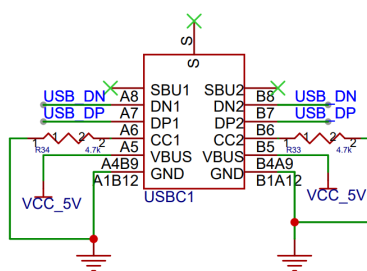 S
S
SBU1 SBU2
USB_DN A8 DN1 DN2 B8 USB_DN
USB_DP A7 DP1 DP2 B7 USB_DP
1 2 2 A6 CC1 CC2 B6 1 2 2
R34 4.7k A5 VBUS VBUS B5 R33 4.7k
VCC_5V A4B9 GND GND B4A9 VCC_5V
A1B12 B1A12
USBC1